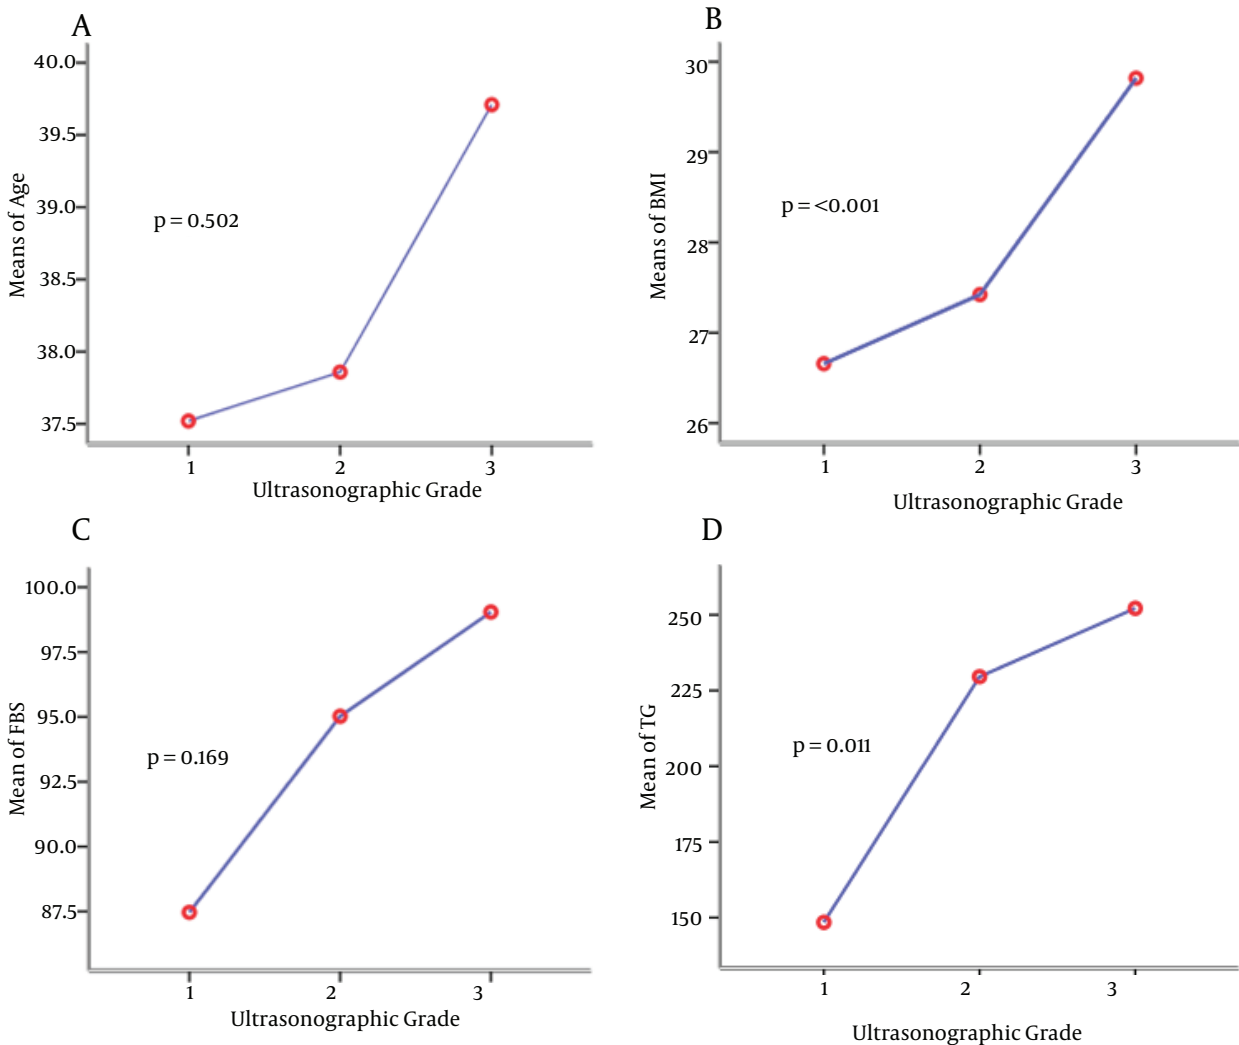 A
40.0
39.5
39.0
38.5
38.0
37.5
Means of Age
p = 0.502
1 2 3
Ultrasonographic Grade
B
30
29
28
27
26
Means of BMI
p = <0.001
1 2 3
Ultrasonographic Grade
C
100.0
97.5
95.0
92.5
90.0
87.5
Mean of FBS
p = 0.169
1 2 3
Ultrasonographic Grade
D
250
225
200
175
150
Mean of TG
p = 0.011
1 2 3
Ultrasonographic Grade